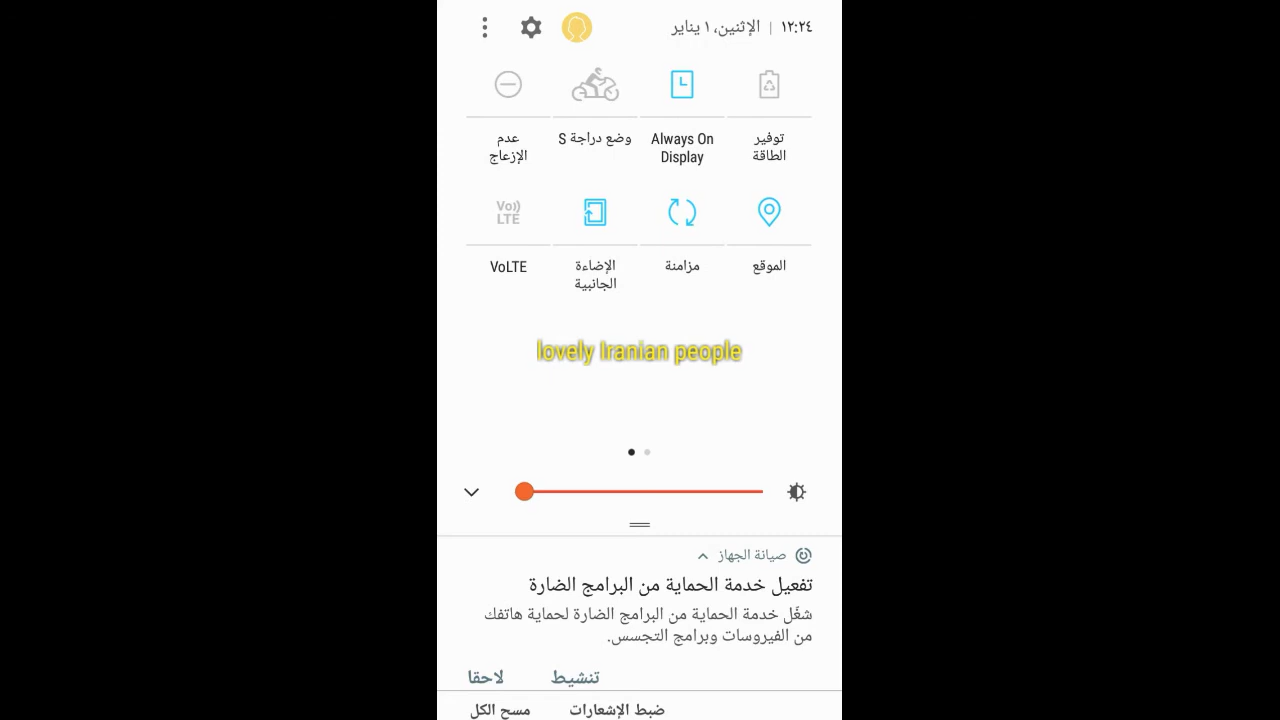 ١٢:٢٤ | الإثنين، ١ يناير
توفير
الطاقة
Always On
Display
وضع دراجة S
عدم
الإزعاج
الموقع
مزامنة
الإضاءة
الجانبية
Vo))
LTE
VoLTE
lovely Iranian people
صيانة الجهاز
تفعيل خدمة الحماية من البرامج الضارة
شغّل خدمة الحماية من البرامج الضارة لحماية هاتفك
من الفيروسات وبرامج التجسس.
تنشيط
لاحقا
ضبط الإشعارات
مسح الكل